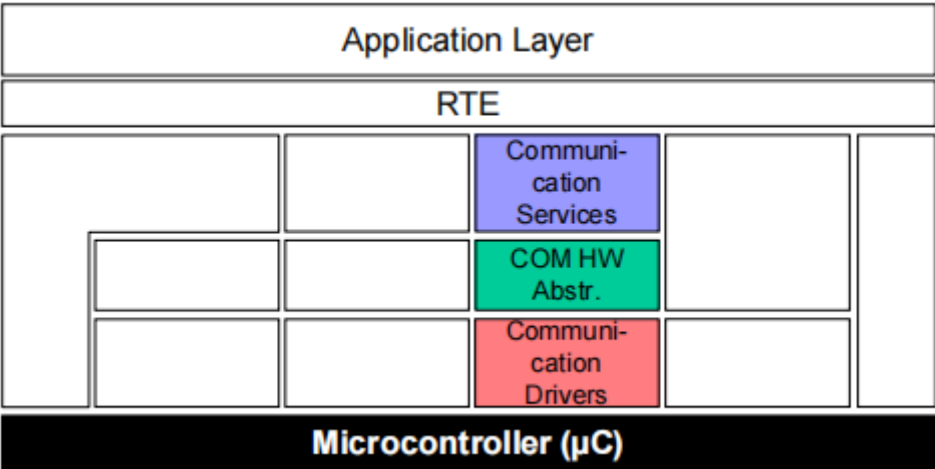 Application Layer
RTE
Communi-
cation
Services
COM HW
Abstr.
Communi-
cation
Drivers
Microcontroller (µC)